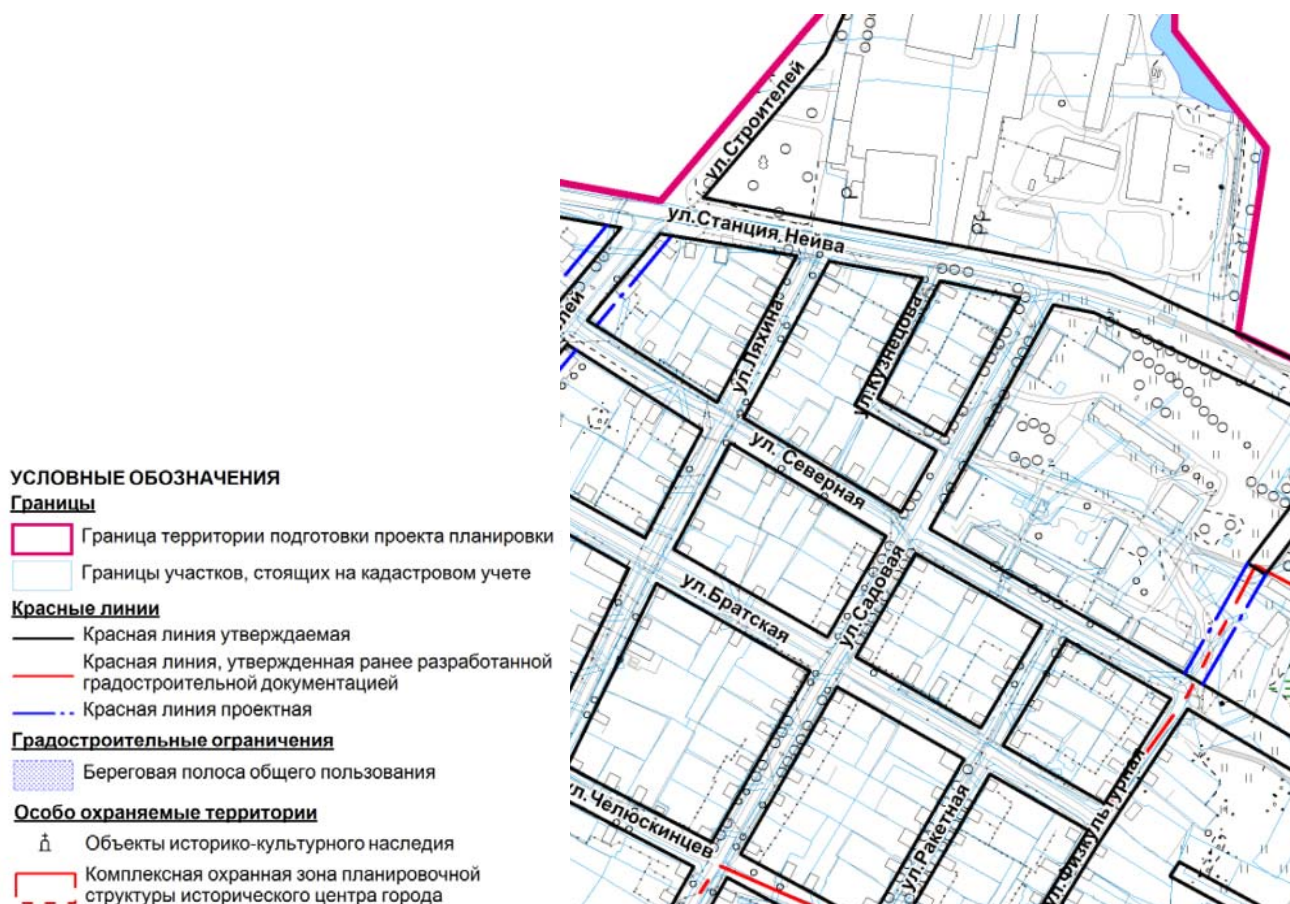 УСЛОВНЫЕ ОБОЗНАЧЕНИЯ
Границы
Граница территории подготовки проекта планировки
Границы участков, стоящих на кадастровом учете
Красные линии
Красная линия утверждаемая
Красная линия, утвержденная ранее разработанной
градостроительной документацией
Красная линия проектная
Градостроительные ограничения
Береговая полоса общего пользования
Особо охраняемые территории
Объекты историко-культурного наследия
Комплексная охранная зона планировочной
структуры исторического центра города
ул.Строителей
ул.Станция Нейва
ул.Ляхина
ул.Кузнецова
ул. Северная
ул.Садовая
ул.Братская
ул.Челюскинцев
ул.Ракетная
ул.Физкультурная